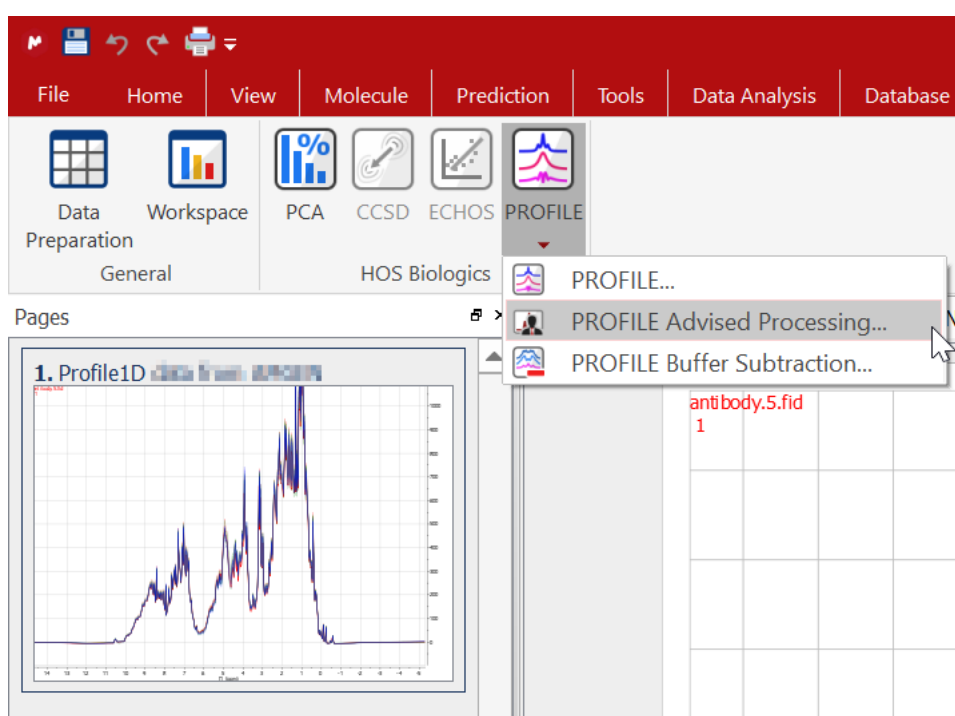 File Home View Molecule Prediction Tools Data Analysis Database
Data Preparation
Workspace
PCA CCSD ECHOS PROFILE
General HOS Biologics
PROFILE...
PROFILE Advised Processing...
PROFILE Buffer Subtraction...
Pages
1. Profile1D
antibody.5.fid
1